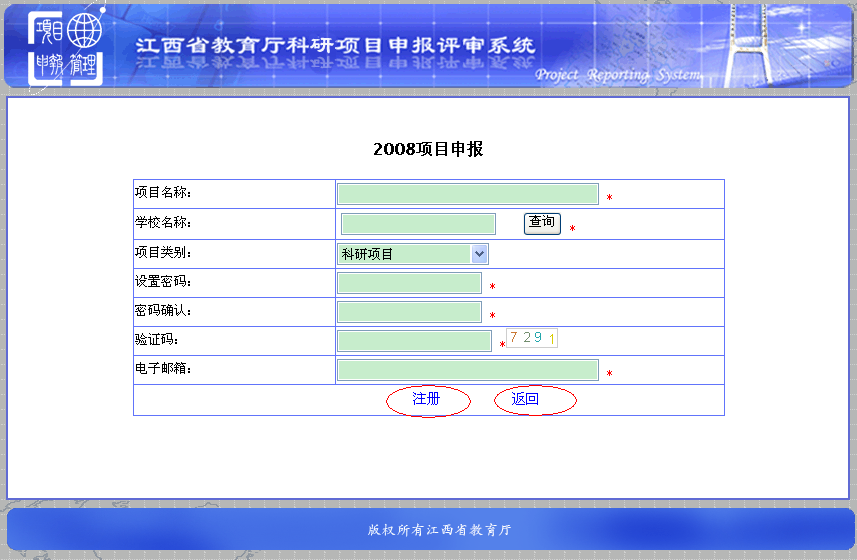 项目
申报 管理
江西省教育厅科研项目申报评审系统
Project Reporting System
2008项目申报
项目名称： *
学校名称： 查询 *
项目类别： 科研项目
设置密码： *
密码确认： *
验证码： * 7291
电子邮箱： *
注册 返回
版权所有江西省教育厅